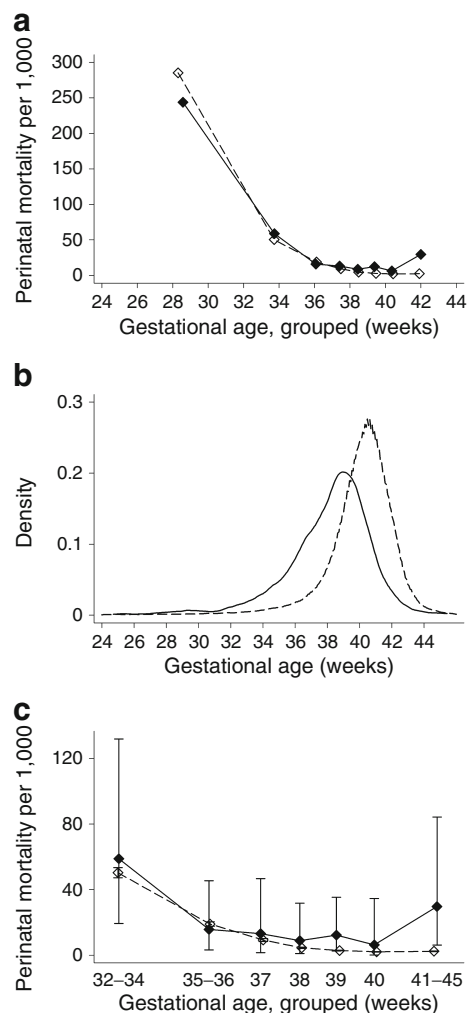 a
Perinatal mortality per 1,000
300
250
200
150
100
50
0
24 26 28 30 32 34 36 38 40 42 44
Gestational age, grouped (weeks)
b
Density
0.3
0.2
0.1
0
24 26 28 30 32 34 36 38 40 42 44
Gestational age (weeks)
c
Perinatal mortality per 1,000
120
80
40
0
32–34 35–36 37 38 39 40 41–45
Gestational age, grouped (weeks)